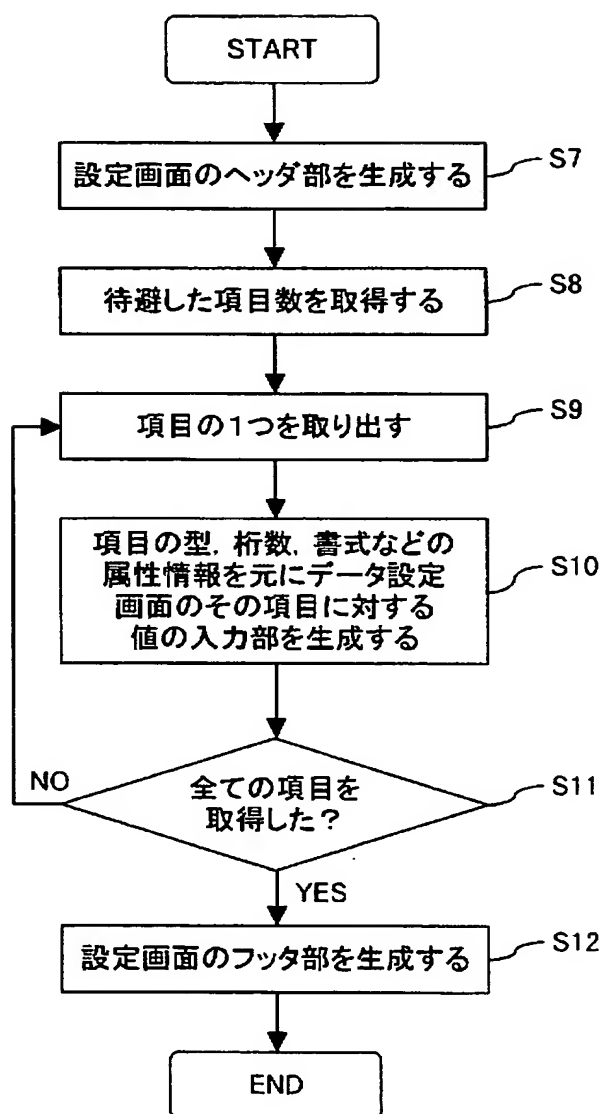 START
設定画面のヘッダ部を生成する
S7
待避した項目数を取得する
S8
項目の1つを取り出す
S9
項目の型, 桁数, 書式などの
属性情報を元にデータ設定
画面のその項目に対する
値の入力部を生成する
S10
全ての項目を
取得した?
S11
NO
YES
設定画面のフッタ部を生成する
S12
END